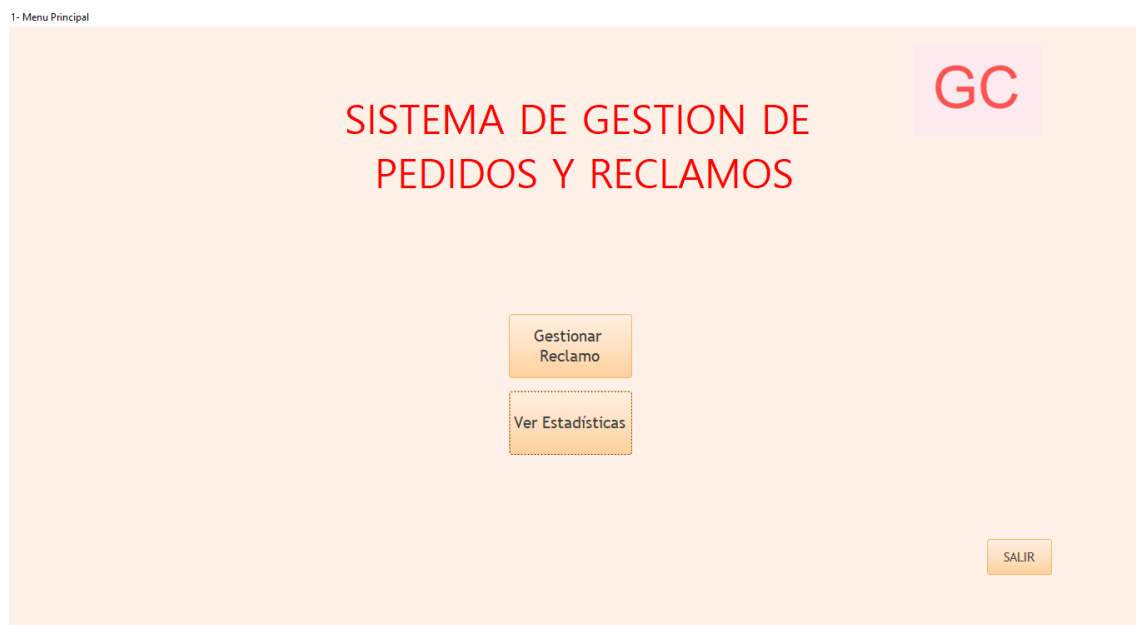 1- Menu Principal
GC
SISTEMA DE GESTION DE
PEDIDOS Y RECLAMOS
Gestionar
Reclamo
Ver Estadísticas
SALIR